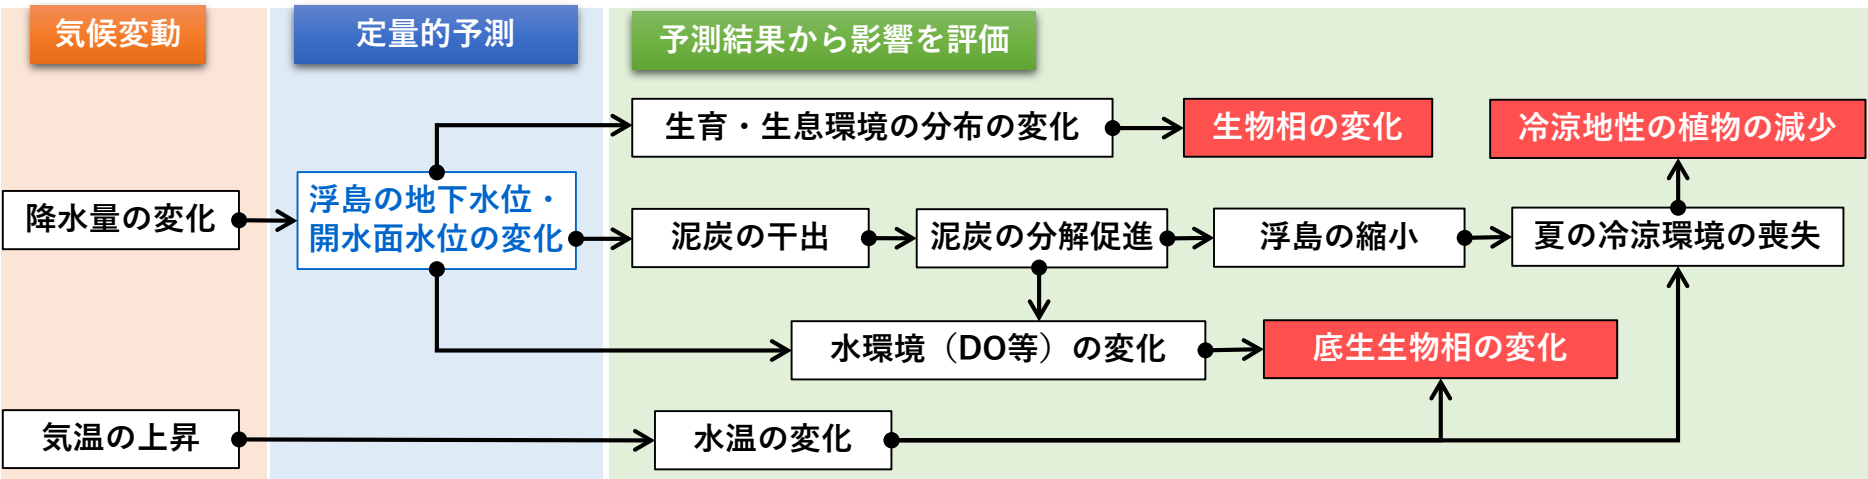 気候変動
定量的予測
予測結果から影響を評価
生育・生息環境の分布の変化
生物相の変化
冷涼地性の植物の減少
降水量の変化
浮島の地下水位・
開水面水位の変化
泥炭の干出
泥炭の分解促進
浮島の縮小
夏の冷涼環境の喪失
水環境（DO等）の変化
底生生物相の変化
気温の上昇
水温の変化